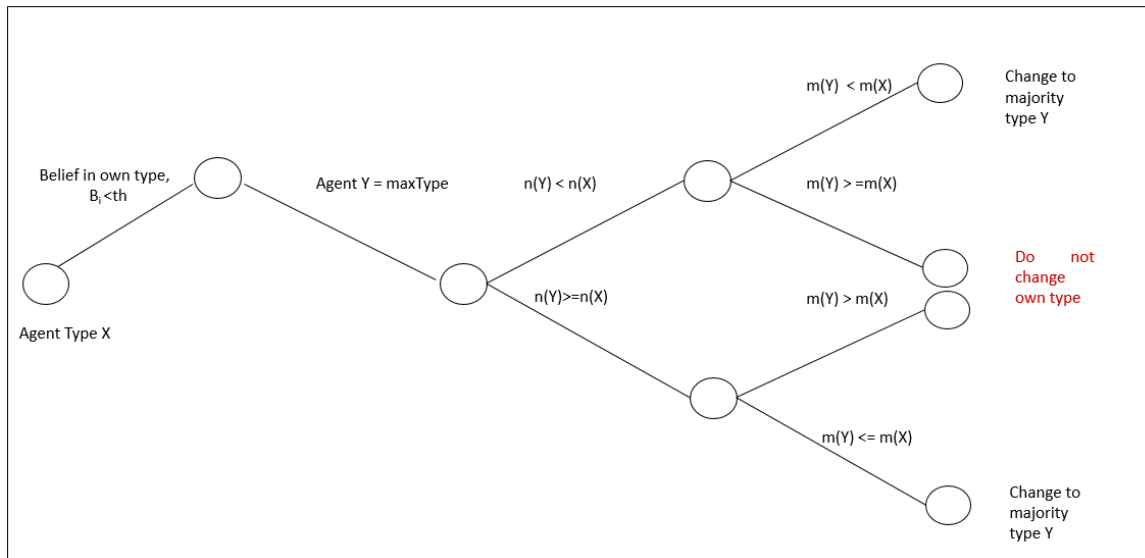 m(Y) < m(X)
Change to
majority
type Y
Belief in own type,
Bᵢ <th
Agent Y = maxType
n(Y) < n(X)
m(Y) > =m(X)
Agent Type X
n(Y)>=n(X)
m(Y) > m(X)
Do not
change
own type
m(Y) <= m(X)
Change to
majority
type Y